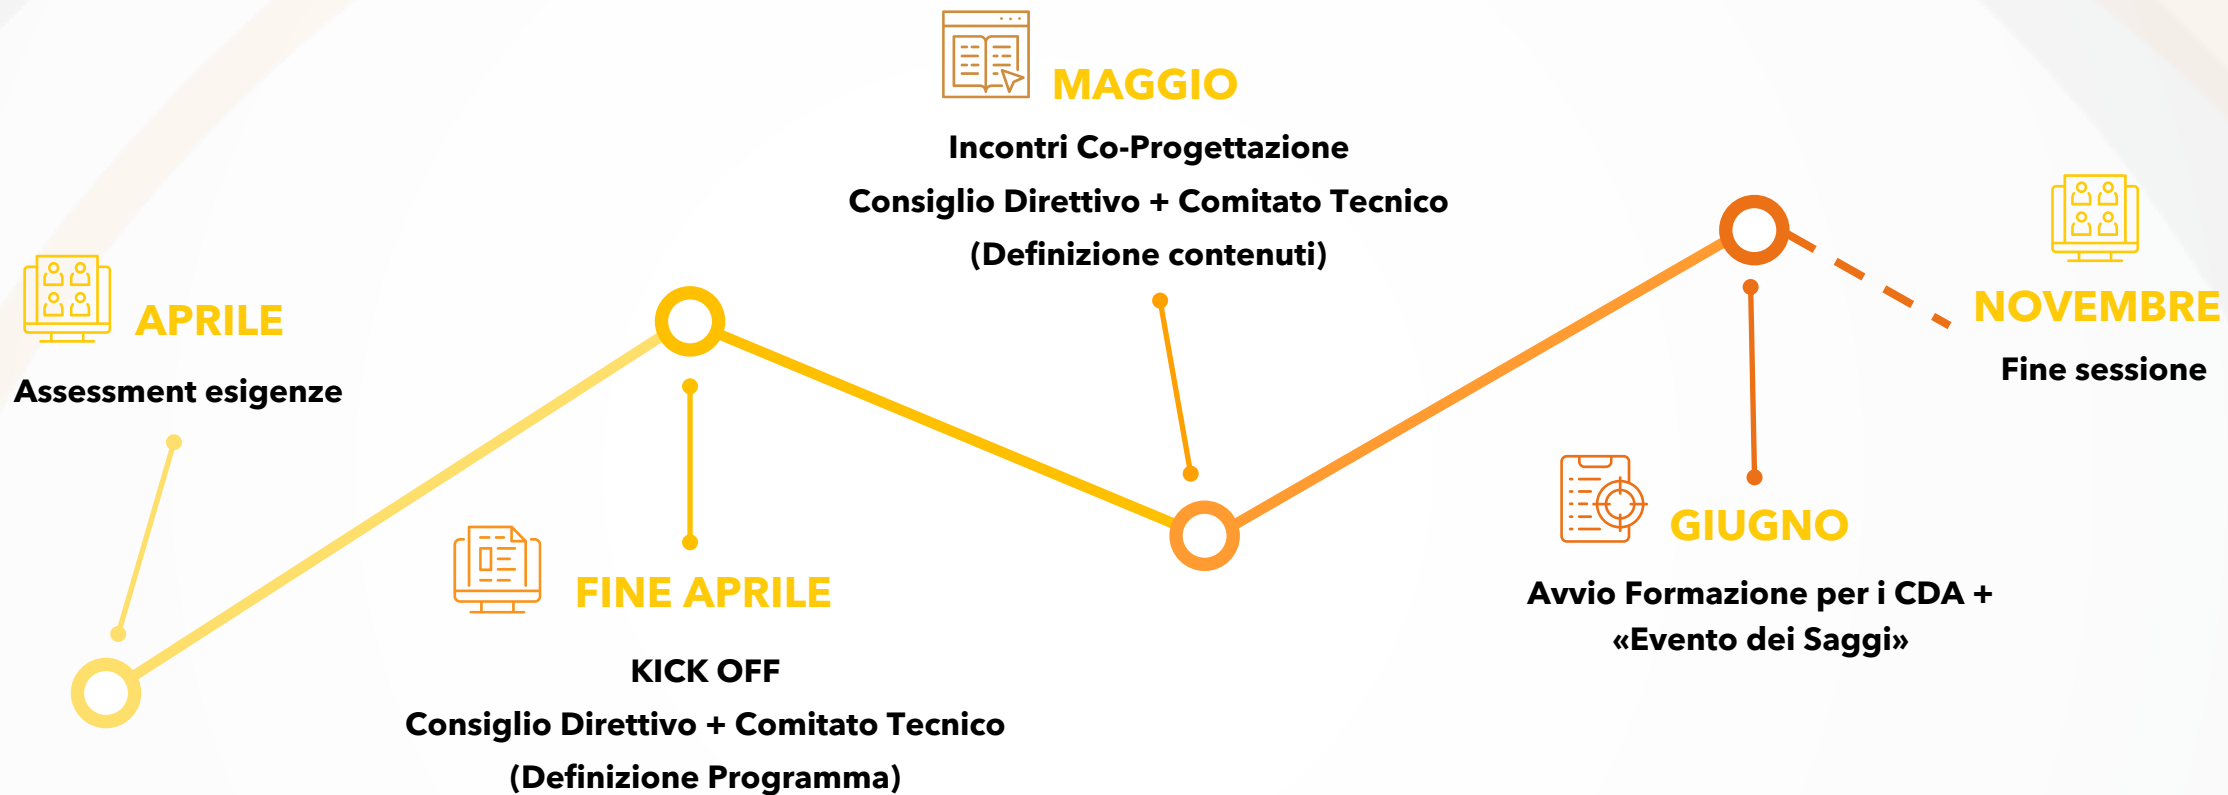 APRILE
Assessment esigenze
FINE APRILE
KICK OFF
Consiglio Direttivo + Comitato Tecnico
(Definizione Programma)
MAGGIO
Incontri Co-Progettazione
Consiglio Direttivo + Comitato Tecnico
(Definizione contenuti)
GIUGNO
Avvio Formazione per i CDA +
«Evento dei Saggi»
NOVEMBRE
Fine sessione